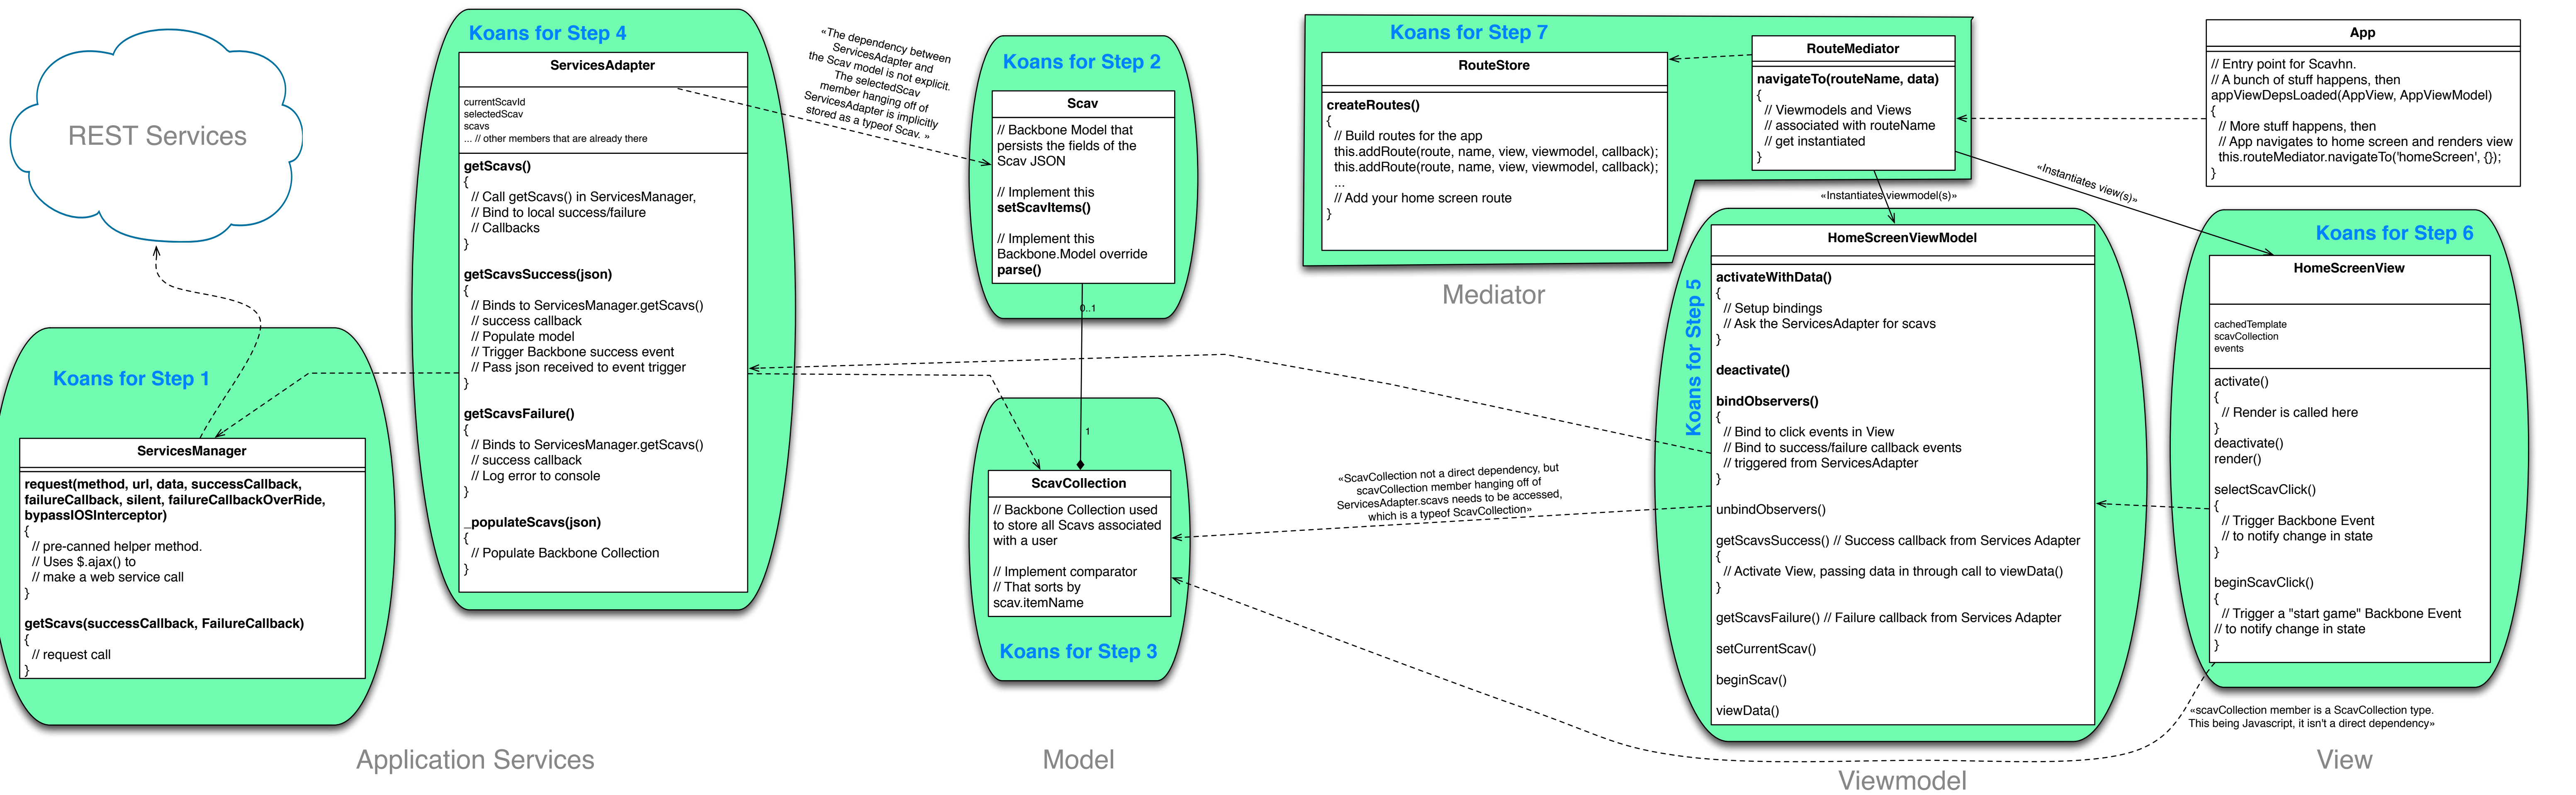 REST Services
Koans for Step 1
ServicesManager
request(method, url, data, successCallback,
failureCallback, silent, failureCallbackOverRide,
bypassIOSInterceptor)
{
// pre-canned helper method.
// Uses $.ajax() to
// make a web service call
}
getScavs(successCallback, FailureCallback)
{
// request call
}
Koans for Step 4
ServicesAdapter
currentScavId
selectedScav
scavs
... // other members that are already there
getScavs()
{
// Call getScavs() in ServicesManager,
// Bind to local success/failure
// Callbacks
}
getScavsSuccess(json)
{
// Binds to ServicesManager.getScavs()
// success callback
// Populate model
// Trigger Backbone success event
// Pass json received to event trigger
}
getScavsFailure()
{
// Binds to ServicesManager.getScavs()
// success callback
// Log error to console
}
_populateScavs(json)
{
// Populate Backbone Collection
}
Application Services
«The dependency between
ServicesAdapter and
the Scav model is not explicit.
The selectedScav
member hanging off of
ServicesAdapter is implicitly
stored as a typeof Scav. »
Koans for Step 2
Scav
// Backbone Model that
persists the fields of the
Scav JSON
// Implement this
setScavItems()
// Implement this
Backbone.Model override
parse()
0..1
1
ScavCollection
// Backbone Collection used
to store all Scavs associated
with a user
// Implement comparator
// That sorts by
scav.itemName
Koans for Step 3
Model
Koans for Step 7
RouteStore
createRoutes()
{
// Build routes for the app
this.addRoute(route, name, view, viewmodel, callback);
this.addRoute(route, name, view, viewmodel, callback);
...
// Add your home screen route
}
RouteMediator
navigateTo(routeName, data)
{
// Viewmodels and Views
// associated with routeName
// get instantiated
}
Mediator
«Instantiates viewmodel(s)»
«Instantiates view(s)»
App
// Entry point for Scavhn.
// A bunch of stuff happens, then
appViewDepsLoaded(AppView, AppViewModel)
{
// More stuff happens, then
// App navigates to home screen and renders view
this.routeMediator.navigateTo('homeScreen', {});
}
«ScavCollection not a direct dependency, but
scavCollection member hanging off of
ServicesAdapter.scavs needs to be accessed,
which is a typeof ScavCollection»
Koans for Step 5
HomeScreenViewModel
activateWithData()
{
// Setup bindings
// Ask the ServicesAdapter for scavs
}
deactivate()
bindObservers()
{
// Bind to click events in View
// Bind to success/failure callback events
// triggered from ServicesAdapter
}
unbindObservers()
getScavsSuccess() // Success callback from Services Adapter
{
// Activate View, passing data in through call to viewData()
}
getScavsFailure() // Failure callback from Services Adapter
setCurrentScav()
beginScav()
viewData()
Viewmodel
Koans for Step 6
HomeScreenView
cachedTemplate
scavCollection
events
activate()
{
// Render is called here
}
deactivate()
render()
selectScavClick()
{
// Trigger Backbone Event
// to notify change in state
}
beginScavClick()
{
// Trigger a "start game" Backbone Event
// to notify change in state
}
«scavCollection member is a ScavCollection type.
This being Javascript, it isn't a direct dependency»
View